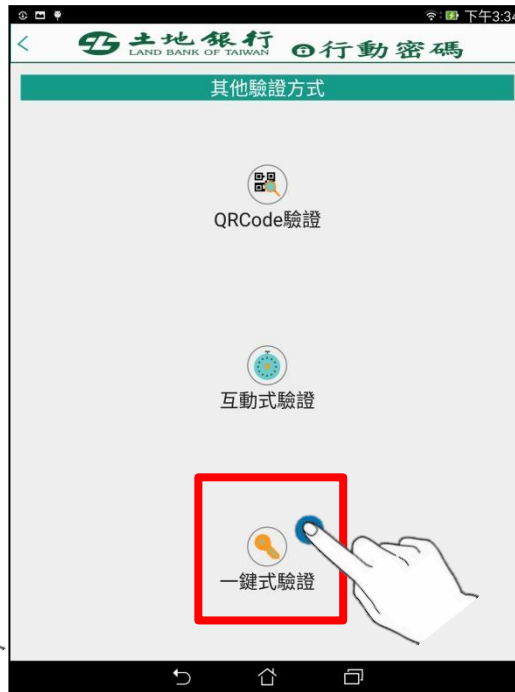 下午3:34
土地銀行
LAND BANK OF TAIWAN
行動密碼
其他驗證方式
QRCode驗證
互動式驗證
一鍵式驗證